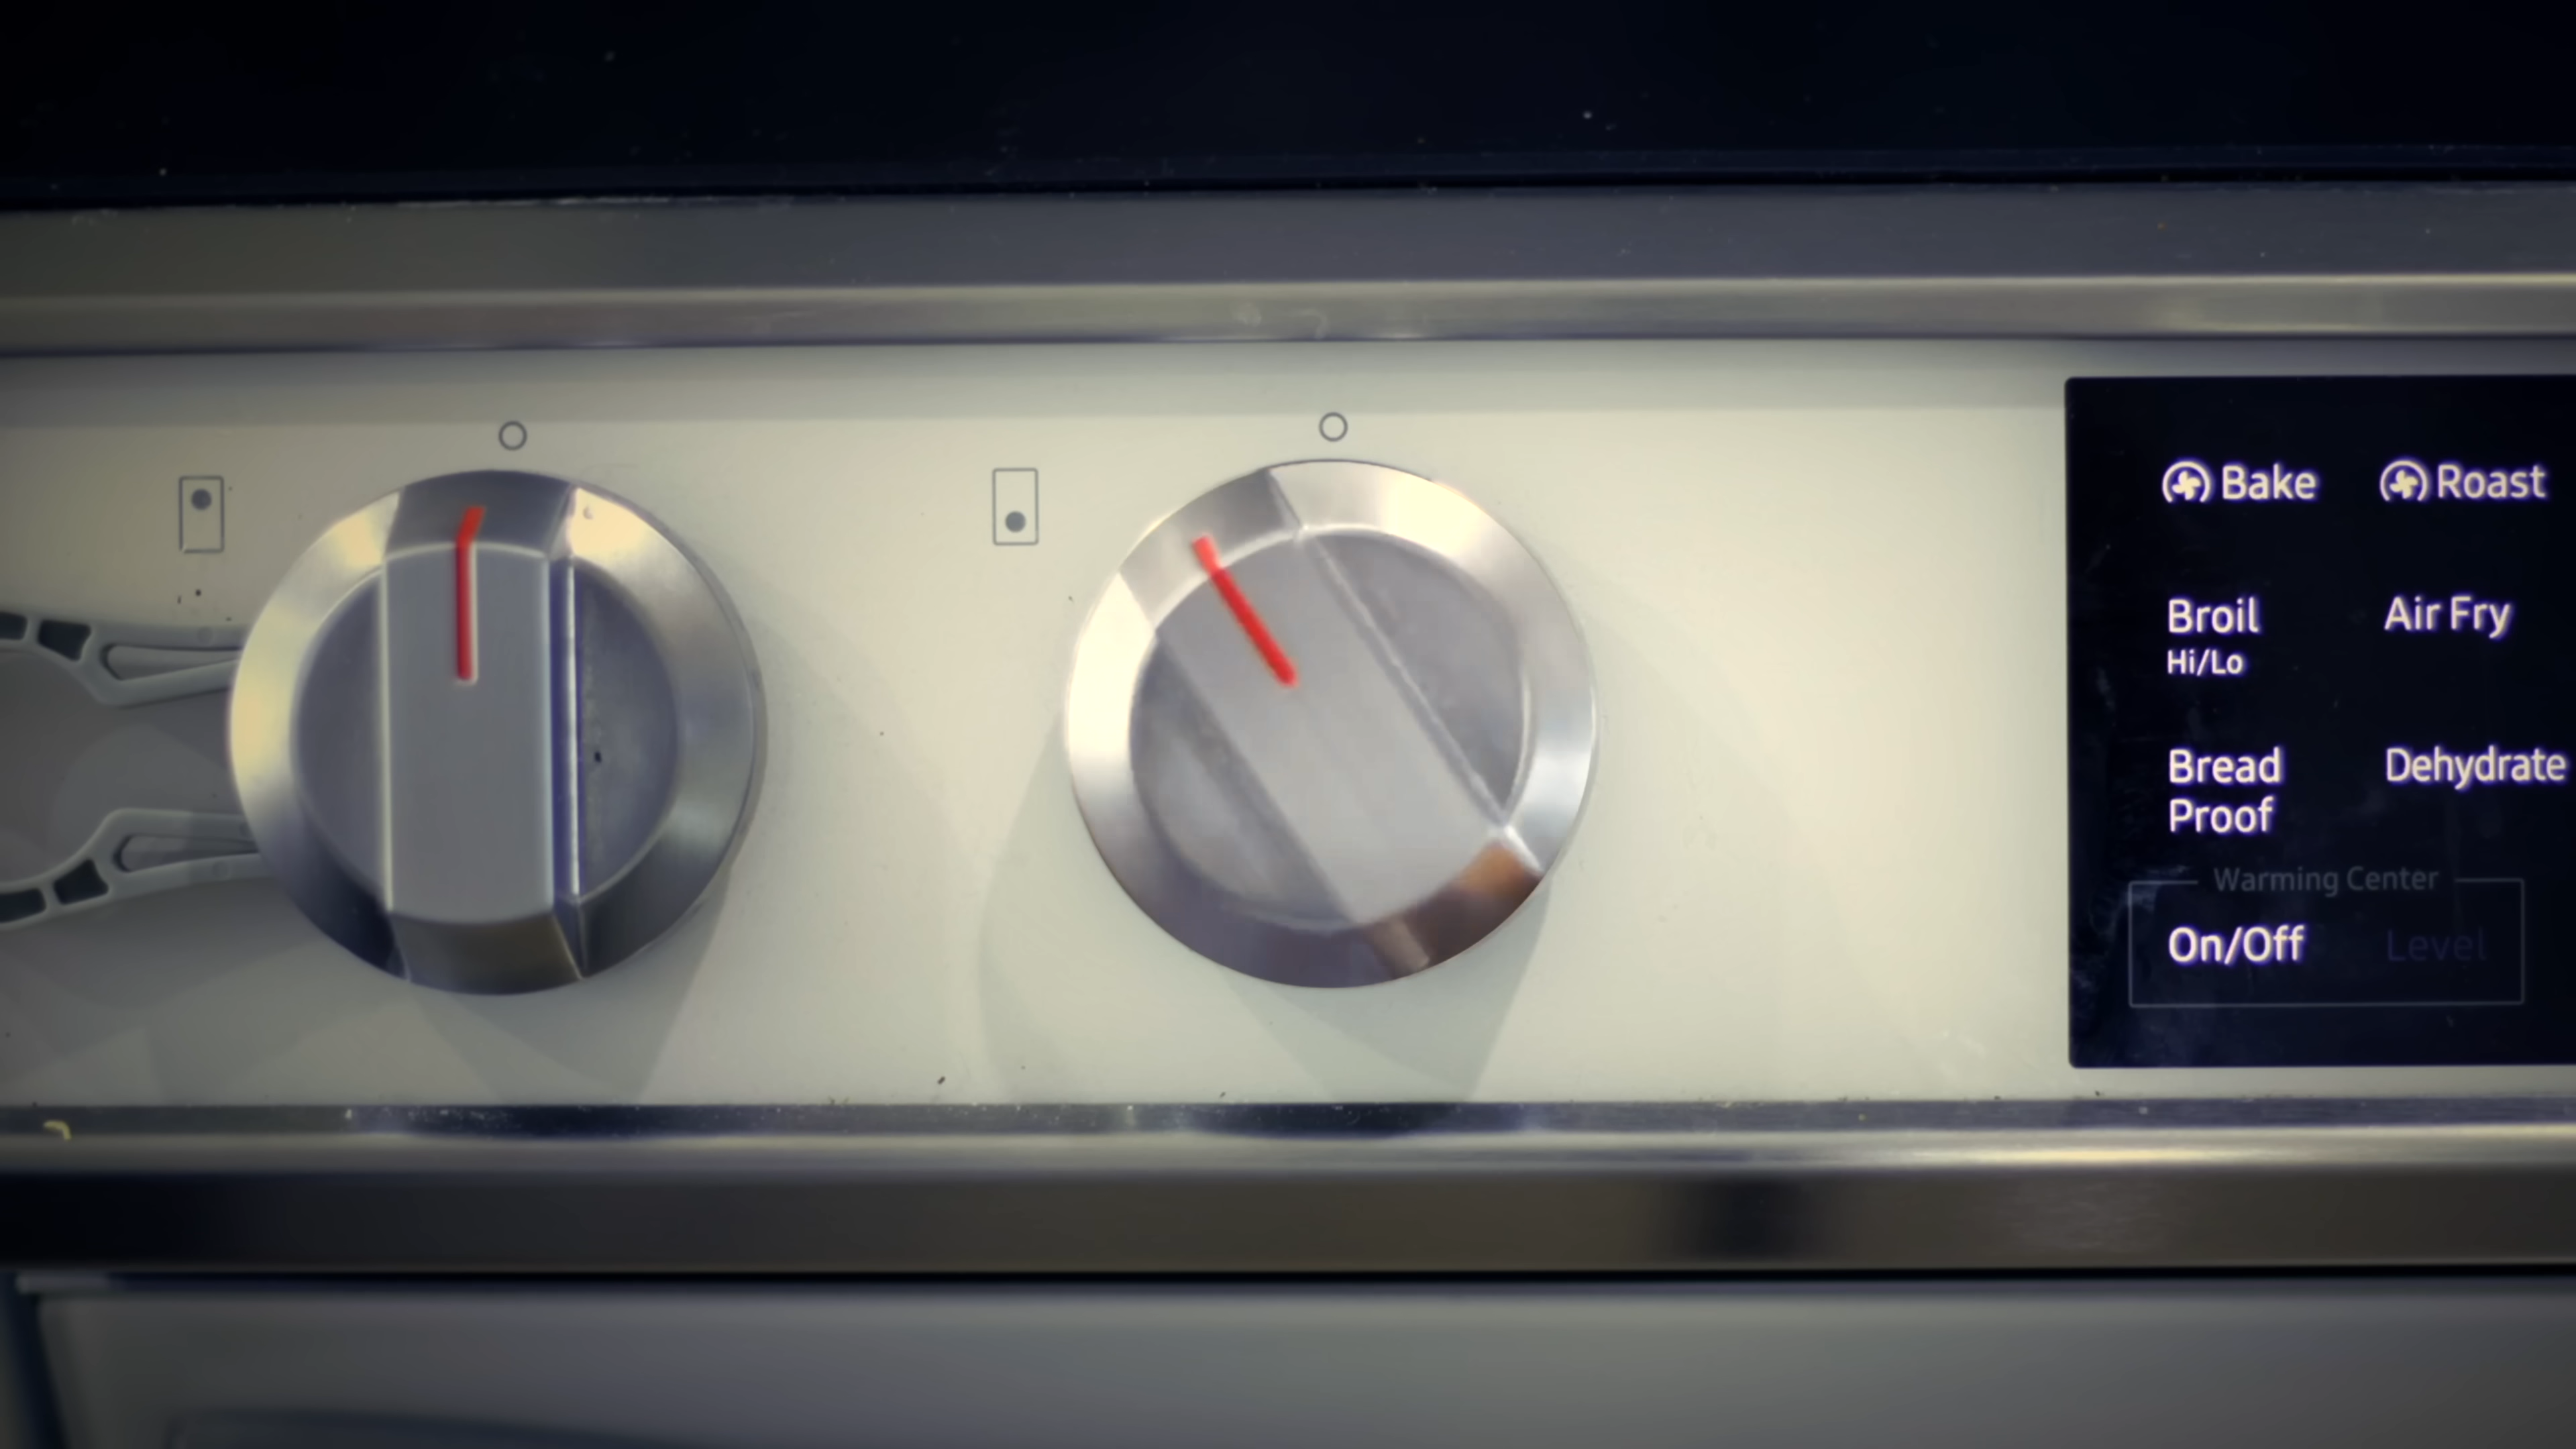 Bake Roast
Broil Air Fry
Hi/Lo
Bread Dehydrate
Proof
Warming Center
On/Off Level